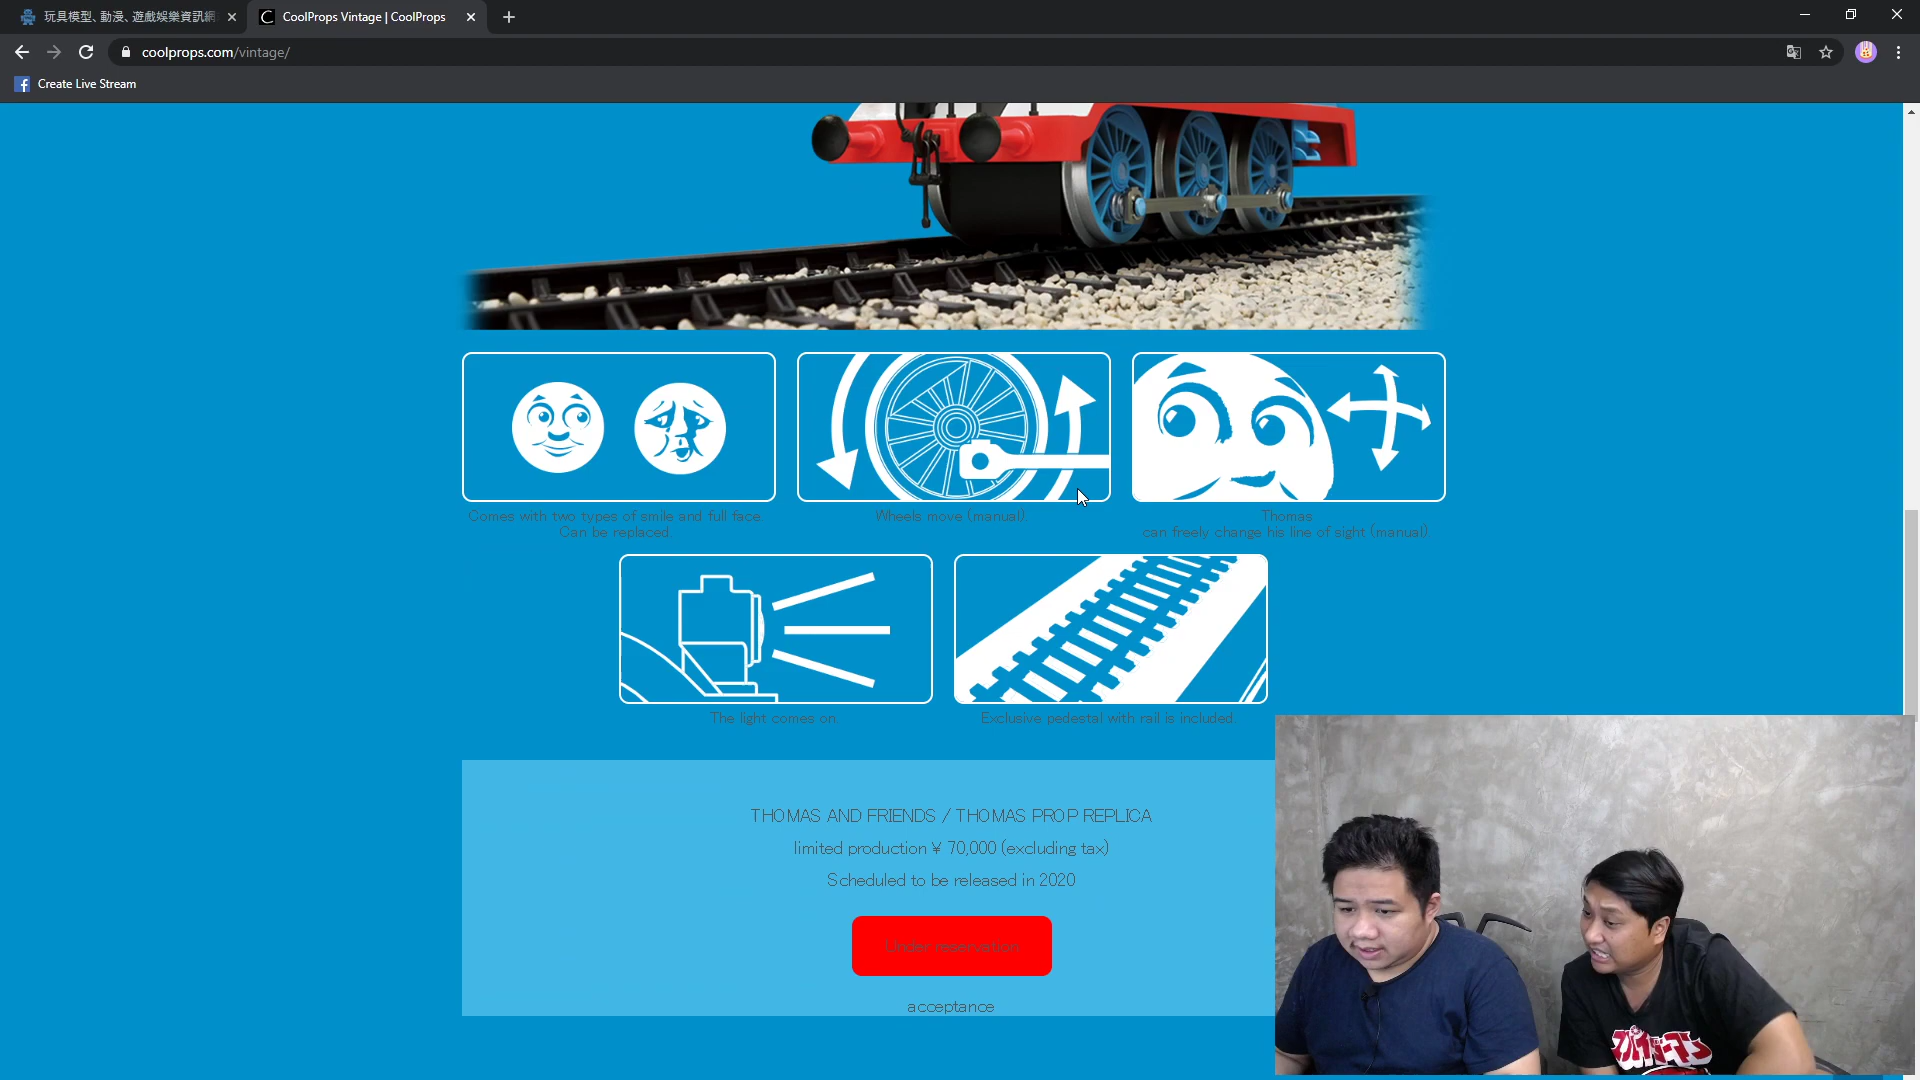 玩具模型、動漫、遊戲娛樂資訊網
CoolProps Vintage | CoolProps
coolprops.com/vintage/
Create Live Stream
Comes with two types of smile and full face.
Can be replaced.
Wheels move (manual).
Thomas
can freely change his line of sight (manual).
The light comes on.
Exclusive pedestal with rail is included.
THOMAS AND FRIENDS / THOMAS PROP REPLICA
limited production ¥ 70,000 (excluding tax)
Scheduled to be released in 2020
Under reservation
acceptance